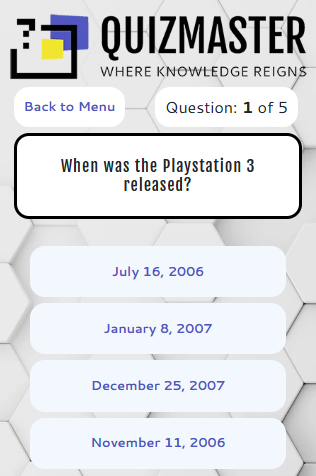 ?
QUIZMASTER
WHERE KNOWLEDGE REIGNS
Back to Menu
Question: 1 of 5
When was the Playstation 3
released?
July 16, 2006
January 8, 2007
December 25, 2007
November 11, 2006